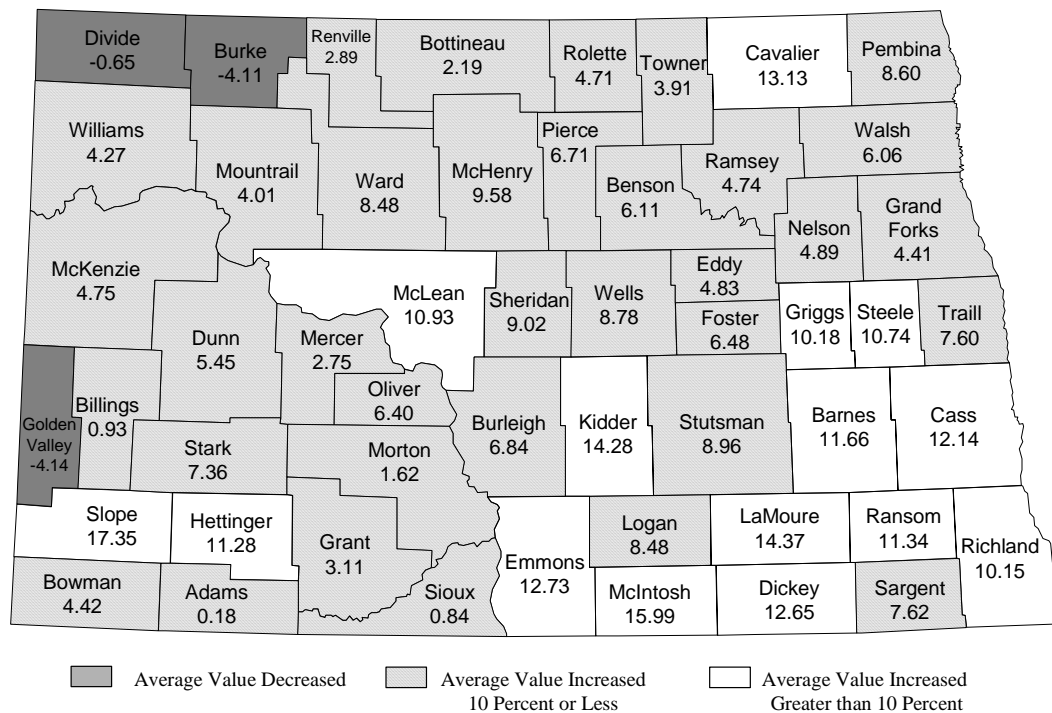 Divide
-0.65
Burke
-4.11
Renville
2.89
Bottineau
2.19
Rolette
4.71
Towner
3.91
Cavalier
13.13
Pembina
8.60
Williams
4.27
Mountrail
4.01
Ward
8.48
McHenry
9.58
Pierce
6.71
Benson
6.11
Ramsey
4.74
Walsh
6.06
Nelson
4.89
Grand
Forks
4.41
McKenzie
4.75
Dunn
5.45
Mercer
2.75
Oliver
6.40
McLean
10.93
Sheridan
9.02
Wells
8.78
Eddy
4.83
Foster
6.48
Griggs
10.18
Steele
10.74
Traill
7.60
Golden
Valley
-4.14
Billings
0.93
Stark
7.36
Morton
1.62
Burleigh
6.84
Kidder
14.28
Stutsman
8.96
Barnes
11.66
Cass
12.14
Slope
17.35
Hettinger
11.28
Grant
3.11
Emmons
12.73
Logan
8.48
LaMoure
14.37
Ransom
11.34
Richland
10.15
Bowman
4.42
Adams
0.18
Sioux
0.84
McIntosh
15.99
Dickey
12.65
Sargent
7.62
Average Value Decreased
Average Value Increased
10 Percent or Less
Average Value Increased
Greater than 10 Percent